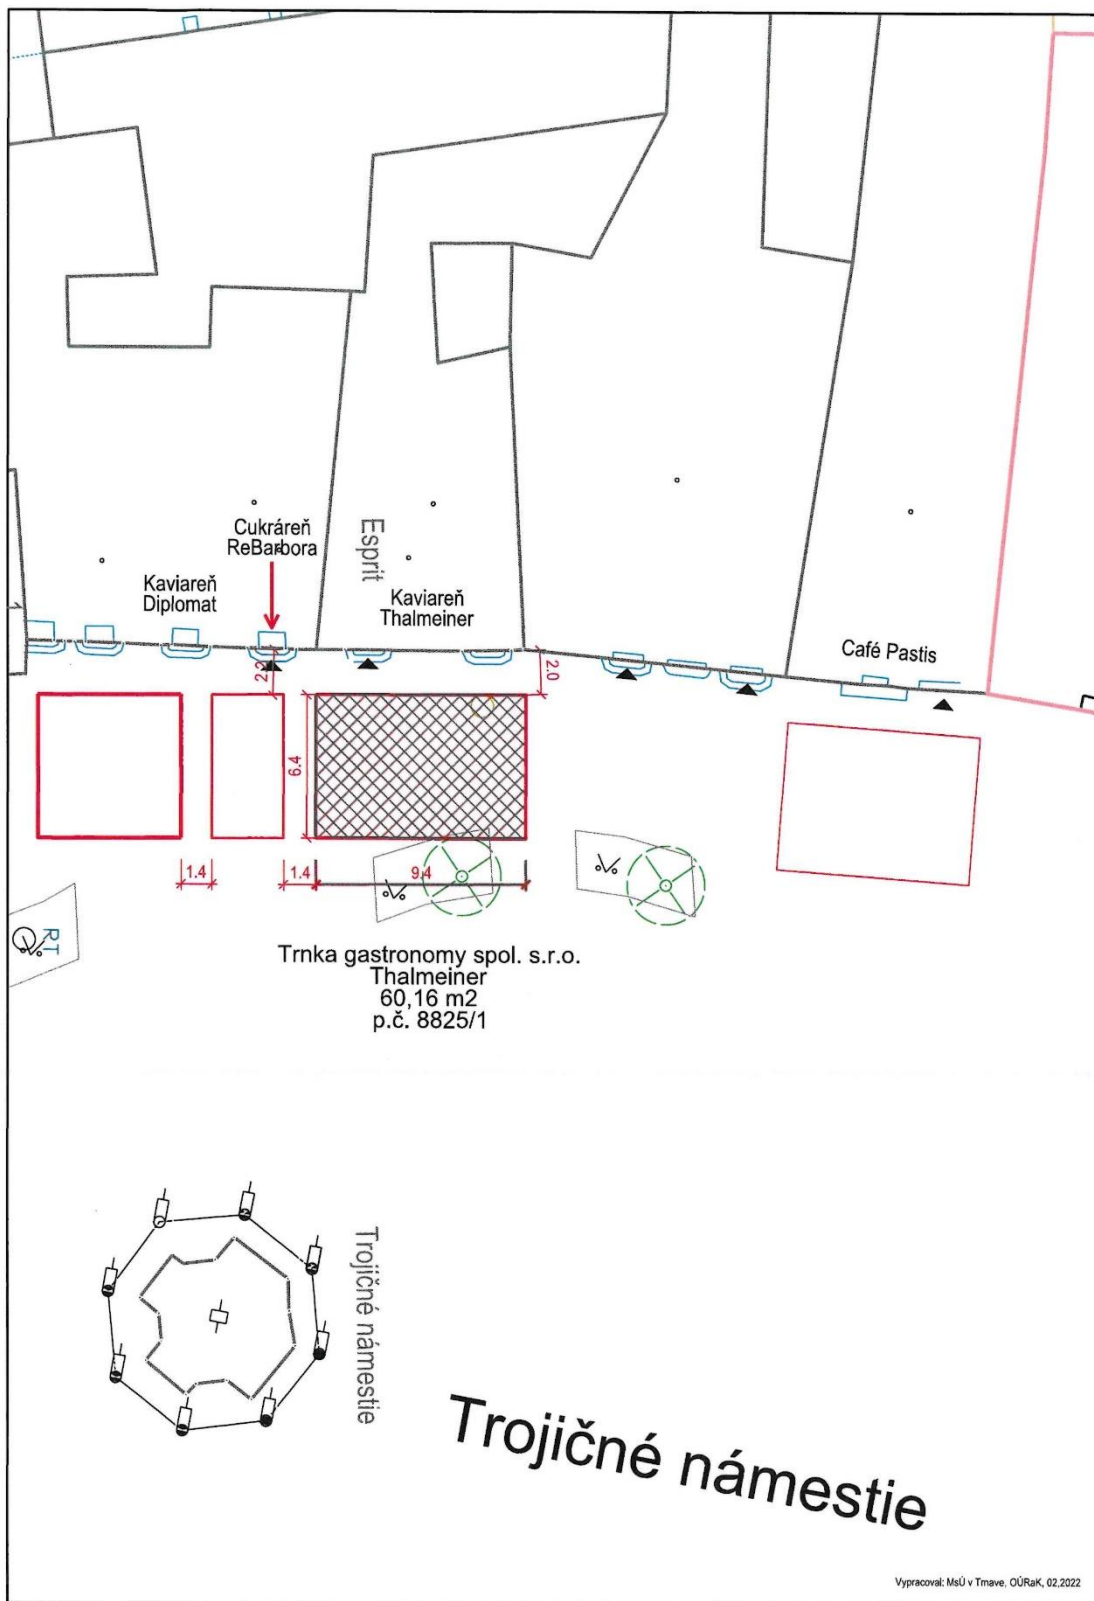 Cukráreň
ReBarbora
Esprit
Kaviareň
Diplomat
Kaviareň
Thalmeiner
Café Pastis
2.2
2.0
6.4
1.4
1.4
9.4
RT
Trnka gastronomy spol. s.r.o.
Thalmeiner
60,16 m2
p.č. 8825/1
Trojičné námestie
Trojičné námestie
Vypracoval: MsÚ v Trnave, OÚRaK, 02,2022